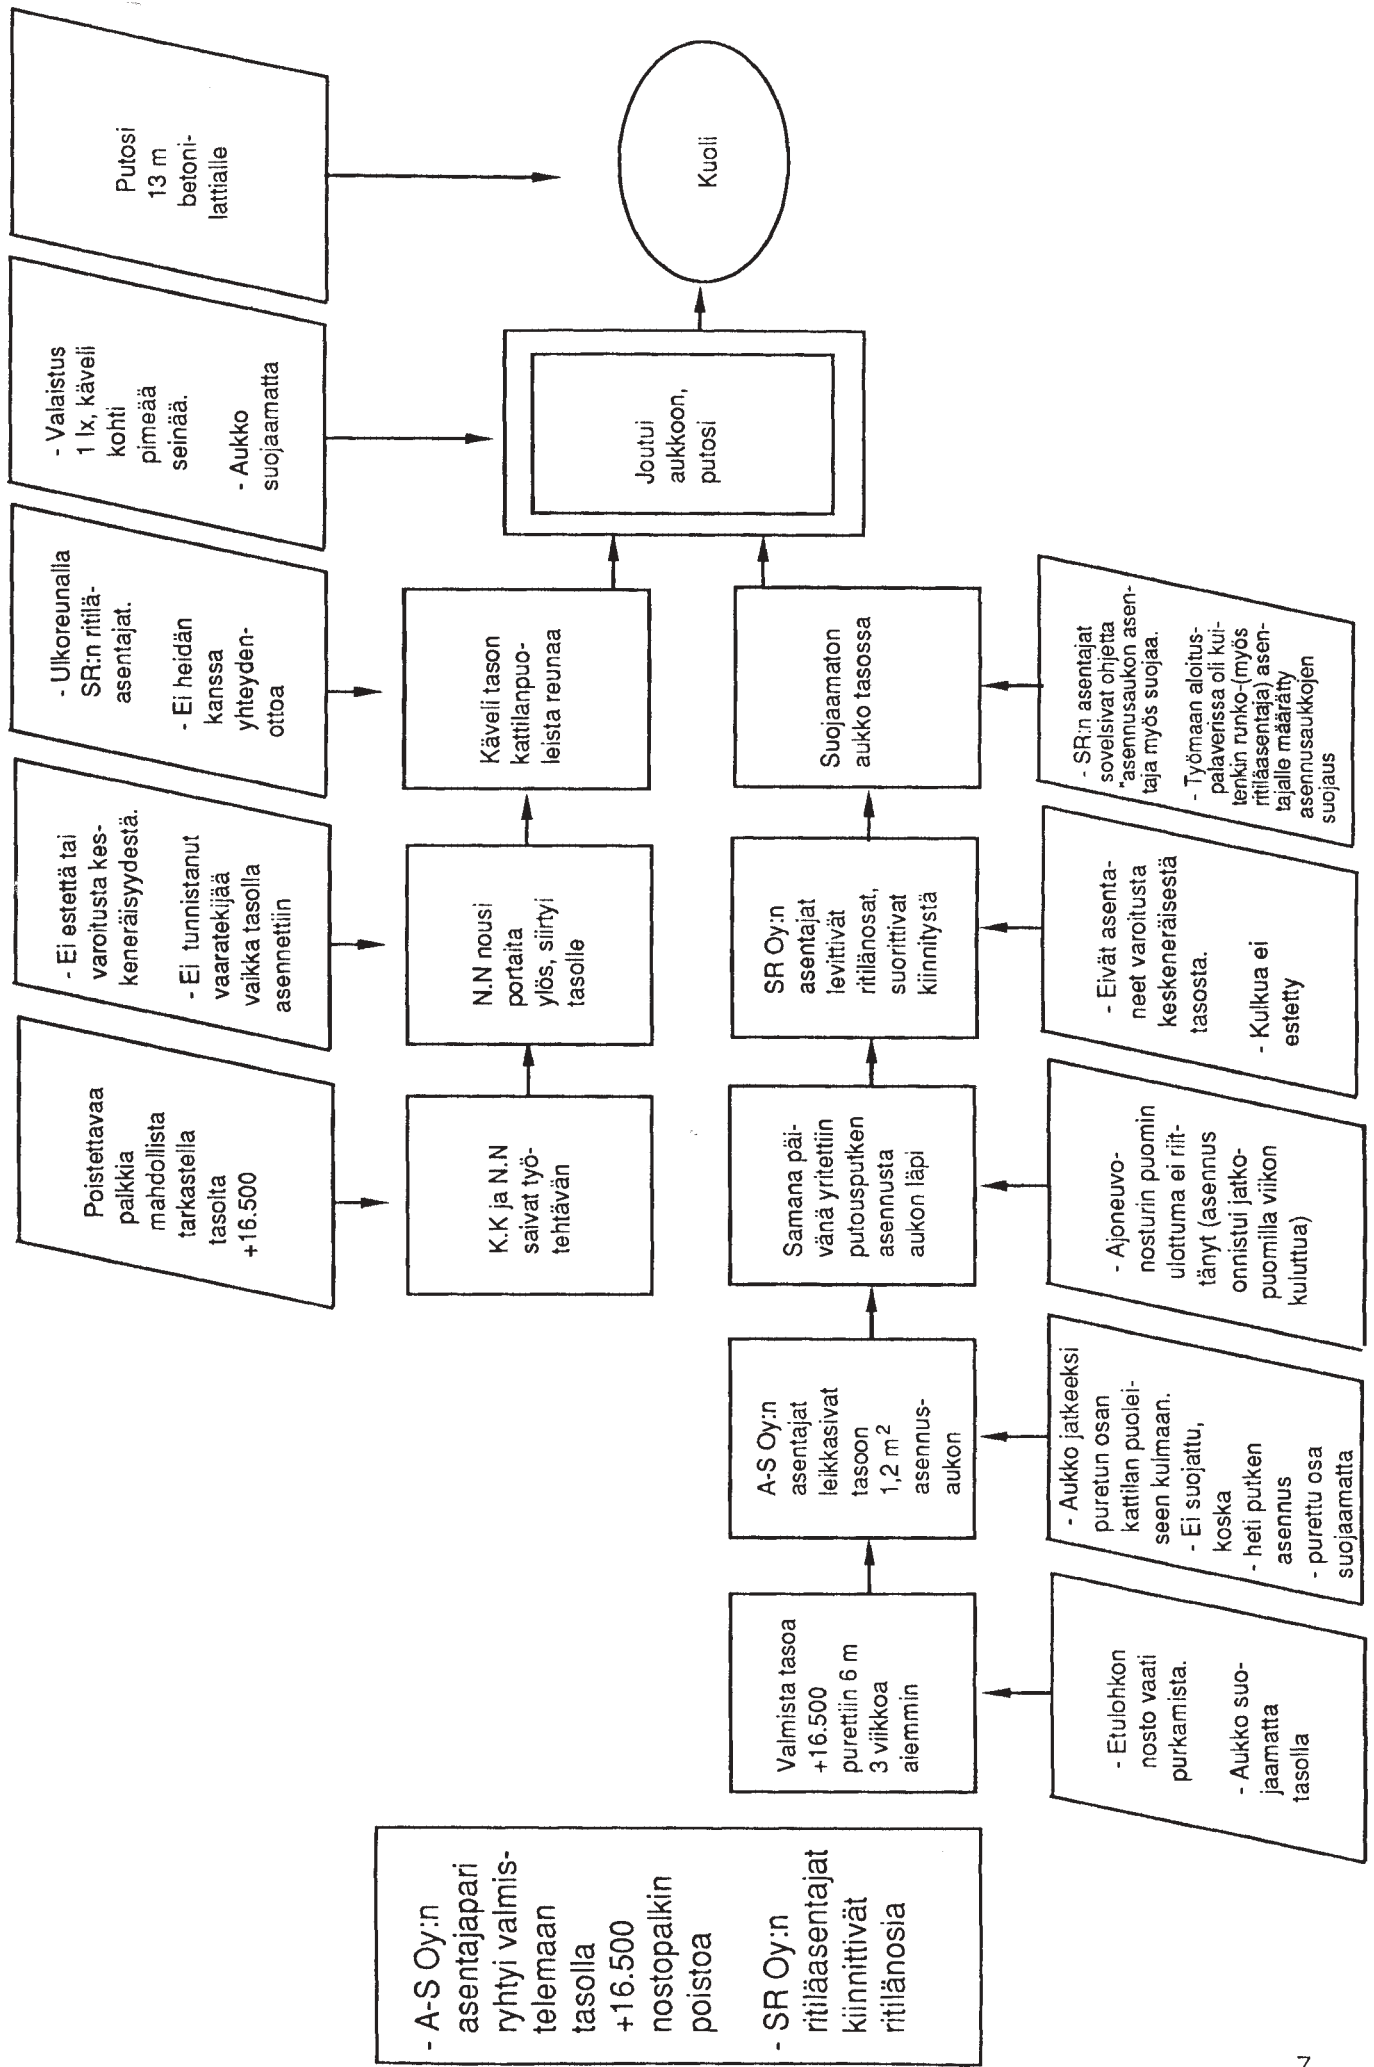 - A-S Oy:n
asentajapari
ryhtyi valmis-
telemaan
tasolla
+16.500
nostopalkin
poistoa
- SR Oy:n
ritiläasentajat
kiinnittivät
ritilänosia
Poistettavaa
palkkia
mahdollista
tarkastella
tasolta
+16.500
- Ei estettä tai
varoitusta kes-
keneräisyydestä.
- Ei tunnistanut
vaaratekijää
vaikka tasolla
asennettiin
- Ulkoreunalla
SR:n ritilä-
asentajat.
- Ei heidän
kanssa
yhteyden-
ottoa
- Valaistus
1 lx, käveli
kohti
pimeää
seinää.
- Aukko
suojaamatta
Putosi
13 m
betoni-
lattialle
K.K ja N.N
saivat työ-
tehtävän
N.N nousi
portaita
ylös, siirtyi
tasolle
Käveli tason
kattilanpuo-
leista reunaa
Joutui
aukkoon,
putosi
Kuoli
Valmista tasoa
+16.500
purettiin 6 m
3 viikkoa
aiemmin
A-S Oy:n
asentajat
leikkasivat
tasoon
1,2 m²
asennus-
aukon
Samana päi-
vänä yritettiin
putousputken
asennusta
aukon läpi
SR Oy:n
asentajat
levittivät
ritilänosat,
suorittivat
kiinnitystä
Suojaamaton
aukko tasossa
- Etulohkon
nosto vaati
purkamista.
- Aukko suo-
jaamatta
tasolla
- Aukko jatkeeksi
puretun osan
kattilan puolei-
seen kulmaan.
- Ei suojattu,
koska
- heti putken
asennus
- purettu osa
suojaamatta
- Ajoneuvo-
nosturin puomin
ulottuma ei riit-
tänyt (asennus
onnistui jatko-
puomilla viikon
kuluttua)
- Eivät asenta-
neet varoitusta
keskeneräisestä
tasosta.
- Kulkua ei
estetty
- SR:n asentajat
sovelsivat ohjetta
"asennusaukon asen-
taja myös suojaa.
- Työmaan aloitus-
palaverissa oli kui-
tenkin runko-(myös
ritiläasentaja) asen-
tajalle määrätty
asennusaukkojen
suojaus
7